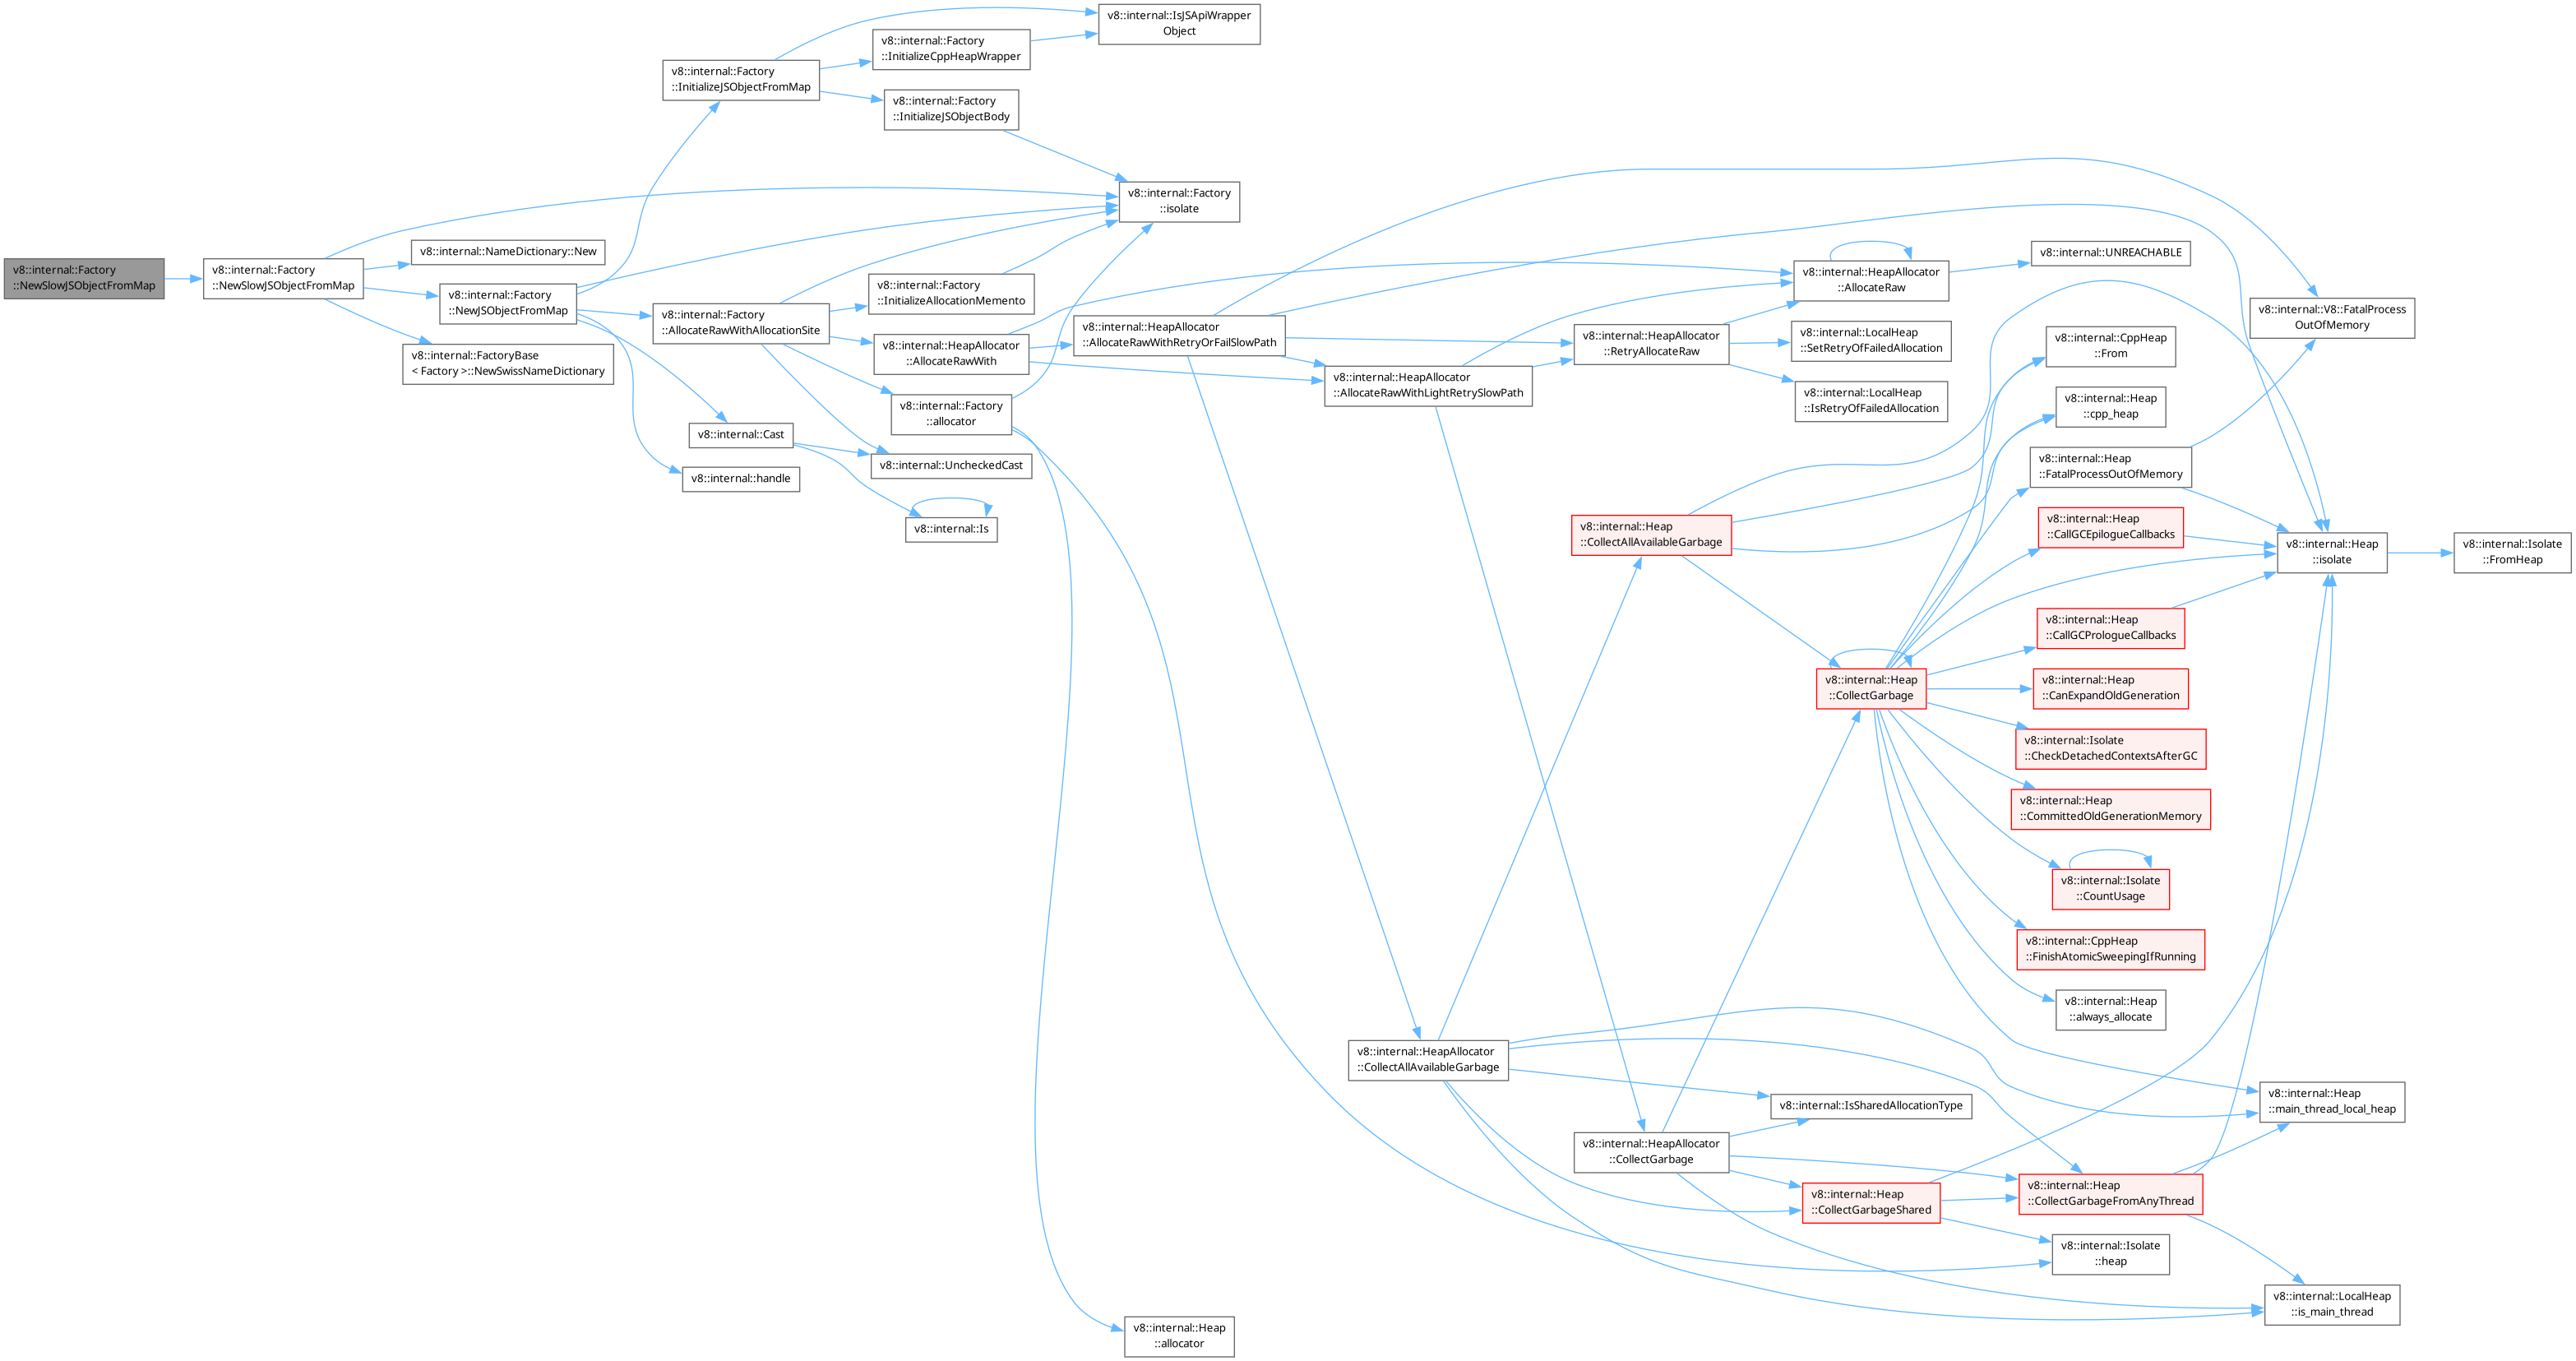 v8::internal::Factory
::NewSlowJSObjectFromMap
v8::internal::Factory
::NewSlowJSObjectFromMap
v8::internal::NameDictionary::New
v8::internal::Factory
::NewJSObjectFromMap
v8::internal::FactoryBase
< Factory >::NewSwissNameDictionary
v8::internal::Factory
::InitializeJSObjectFromMap
v8::internal::Factory
::AllocateRawWithAllocationSite
v8::internal::Cast
v8::internal::handle
v8::internal::Factory
::InitializeCppHeapWrapper
v8::internal::Factory
::InitializeJSObjectBody
v8::internal::Factory
::InitializeAllocationMemento
v8::internal::HeapAllocator
::AllocateRawWith
v8::internal::Factory
::allocator
v8::internal::UncheckedCast
v8::internal::Is
v8::internal::IsJSApiWrapper
Object
v8::internal::Factory
::isolate
v8::internal::HeapAllocator
::AllocateRawWithRetryOrFailSlowPath
v8::internal::Heap
::allocator
v8::internal::HeapAllocator
::AllocateRawWithLightRetrySlowPath
v8::internal::HeapAllocator
::CollectAllAvailableGarbage
v8::internal::HeapAllocator
::RetryAllocateRaw
v8::internal::Heap
::CollectAllAvailableGarbage
v8::internal::HeapAllocator
::CollectGarbage
v8::internal::HeapAllocator
::AllocateRaw
v8::internal::LocalHeap
::SetRetryOfFailedAllocation
v8::internal::LocalHeap
::IsRetryOfFailedAllocation
v8::internal::Heap
::CollectGarbage
v8::internal::IsSharedAllocationType
v8::internal::Heap
::CollectGarbageShared
v8::internal::UNREACHABLE
v8::internal::CppHeap
::From
v8::internal::Heap
::cpp_heap
v8::internal::Heap
::FatalProcessOutOfMemory
v8::internal::Heap
::CallGCEpilogueCallbacks
v8::internal::Heap
::CallGCPrologueCallbacks
v8::internal::Heap
::CanExpandOldGeneration
v8::internal::Isolate
::CheckDetachedContextsAfterGC
v8::internal::Heap
::CommittedOldGenerationMemory
v8::internal::Isolate
::CountUsage
v8::internal::CppHeap
::FinishAtomicSweepingIfRunning
v8::internal::Heap
::always_allocate
v8::internal::Heap
::CollectGarbageFromAnyThread
v8::internal::Isolate
::heap
v8::internal::V8::FatalProcess
OutOfMemory
v8::internal::Heap
::isolate
v8::internal::Heap
::main_thread_local_heap
v8::internal::LocalHeap
::is_main_thread
v8::internal::Isolate
::FromHeap